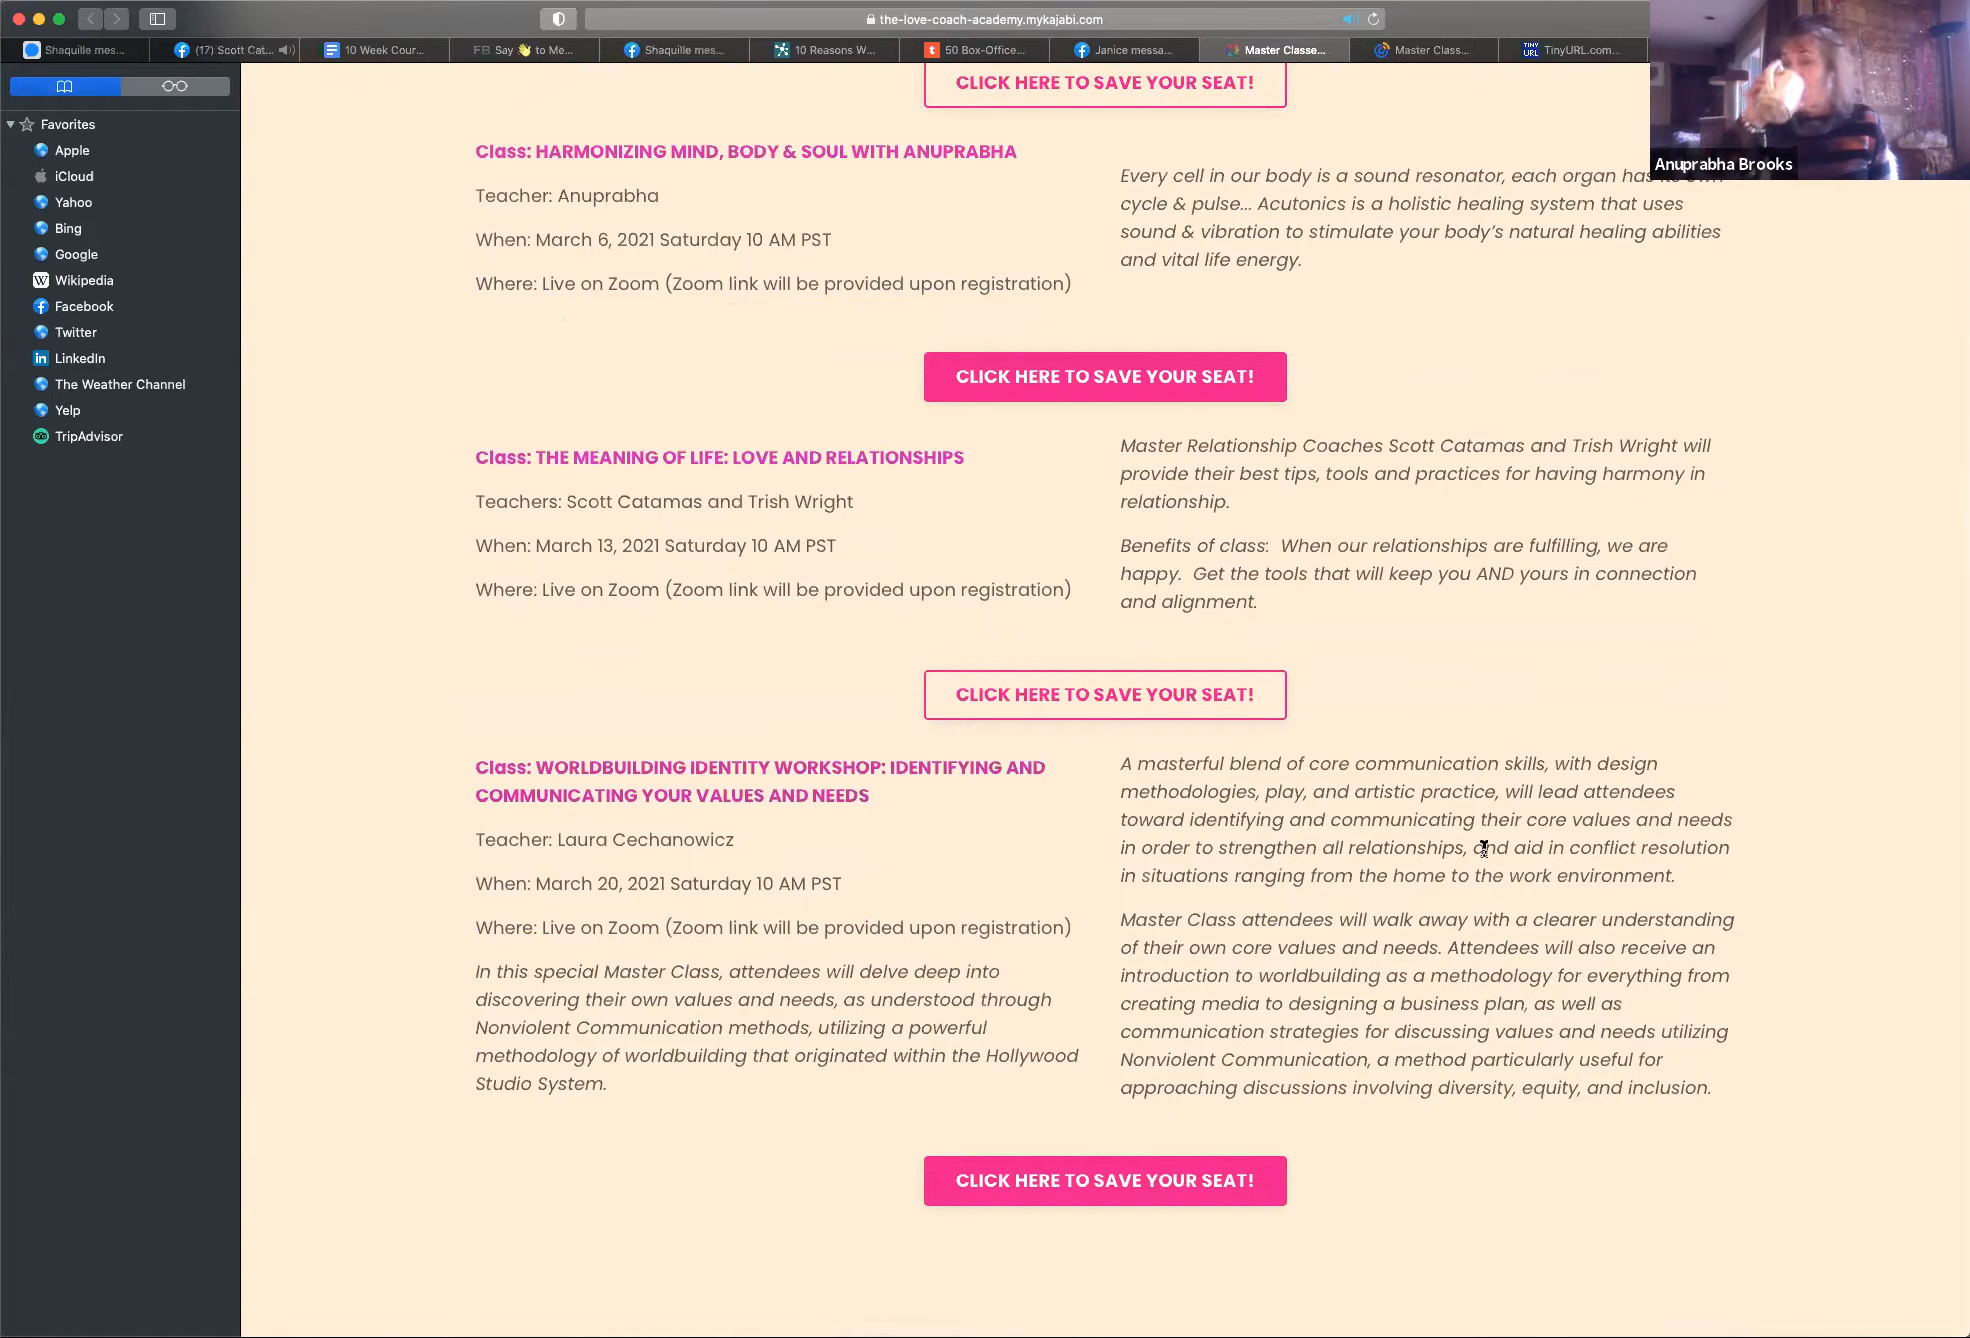 the-love-coach-academy.mykajabi.com
Shaquille mes...
(17) Scott Cat...
10 Week Cour...
FB Say 👋 to Me...
Shaquille mes...
10 Reasons W...
t 50 Box-Office...
Janice messa...
Master Classe...
Master Class...
TINY URL TinyURL.com...
Favorites
Apple
iCloud
Yahoo
Bing
Google
W Wikipedia
Facebook
Twitter
in LinkedIn
The Weather Channel
Yelp
TripAdvisor
Anuprabha Brooks
CLICK HERE TO SAVE YOUR SEAT!
Class: HARMONIZING MIND, BODY & SOUL WITH ANUPRABHA
Teacher: Anuprabha
When: March 6, 2021 Saturday 10 AM PST
Where: Live on Zoom (Zoom link will be provided upon registration)
Every cell in our body is a sound resonator, each organ has its own
cycle & pulse... Acutonics is a holistic healing system that uses
sound & vibration to stimulate your body's natural healing abilities
and vital life energy.
CLICK HERE TO SAVE YOUR SEAT!
Class: THE MEANING OF LIFE: LOVE AND RELATIONSHIPS
Teachers: Scott Catamas and Trish Wright
When: March 13, 2021 Saturday 10 AM PST
Where: Live on Zoom (Zoom link will be provided upon registration)
Master Relationship Coaches Scott Catamas and Trish Wright will
provide their best tips, tools and practices for having harmony in
relationship.
Benefits of class: When our relationships are fulfilling, we are
happy. Get the tools that will keep you AND yours in connection
and alignment.
CLICK HERE TO SAVE YOUR SEAT!
Class: WORLDBUILDING IDENTITY WORKSHOP: IDENTIFYING AND
COMMUNICATING YOUR VALUES AND NEEDS
Teacher: Laura Cechanowicz
When: March 20, 2021 Saturday 10 AM PST
Where: Live on Zoom (Zoom link will be provided upon registration)
In this special Master Class, attendees will delve deep into
discovering their own values and needs, as understood through
Nonviolent Communication methods, utilizing a powerful
methodology of worldbuilding that originated within the Hollywood
Studio System.
A masterful blend of core communication skills, with design
methodologies, play, and artistic practice, will lead attendees
toward identifying and communicating their core values and needs
in order to strengthen all relationships, and aid in conflict resolution
in situations ranging from the home to the work environment.
Master Class attendees will walk away with a clearer understanding
of their own core values and needs. Attendees will also receive an
introduction to worldbuilding as a methodology for everything from
creating media to designing a business plan, as well as
communication strategies for discussing values and needs utilizing
Nonviolent Communication, a method particularly useful for
approaching discussions involving diversity, equity, and inclusion.
CLICK HERE TO SAVE YOUR SEAT!